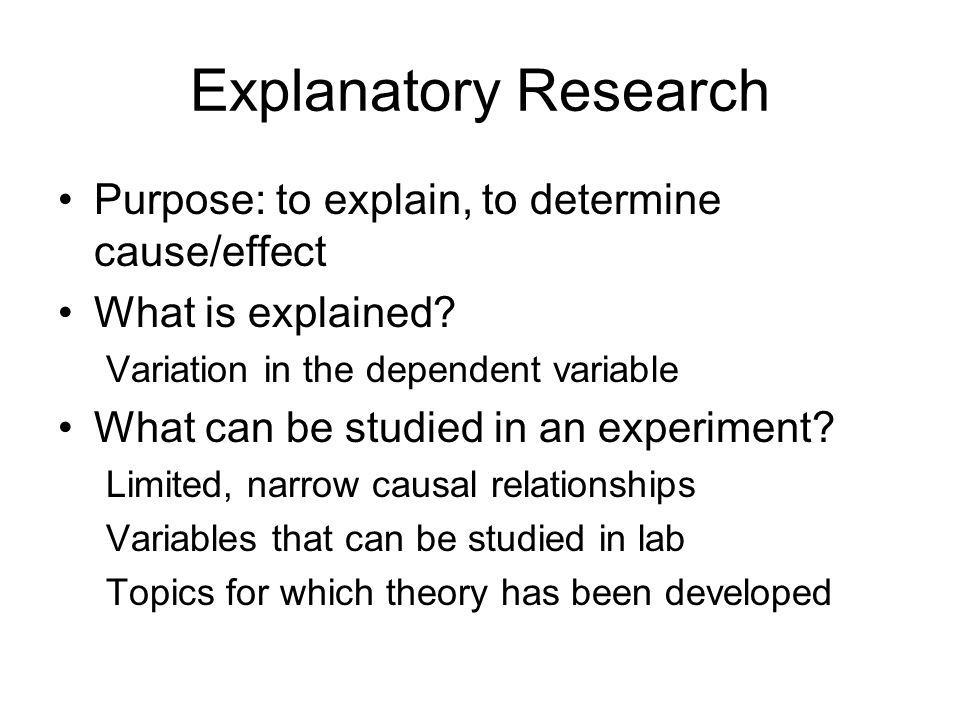 Explanatory Research
• Purpose: to explain, to determine
cause/effect
• What is explained?
Variation in the dependent variable
• What can be studied in an experiment?
Limited, narrow causal relationships
Variables that can be studied in lab
Topics for which theory has been developed